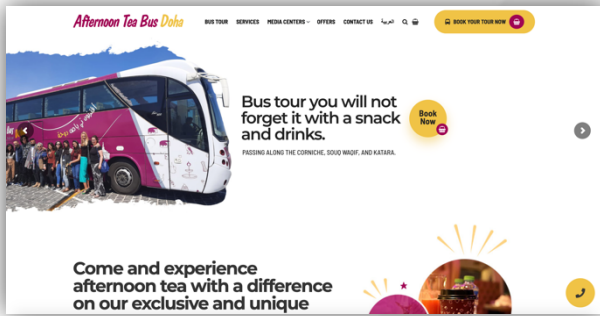 Afternoon Tea Bus Doha
BUS TOUR SERVICES MEDIA CENTERS OFFERS CONTACT US العربية
BOOK YOUR TOUR NOW
Bus tour you will not
forget it with a snack
and drinks.
Book
Now
PASSING ALONG THE CORNICHE, SOUQ WAQIF, AND KATARA.
Come and experience
afternoon tea with a difference
on our exclusive and unique